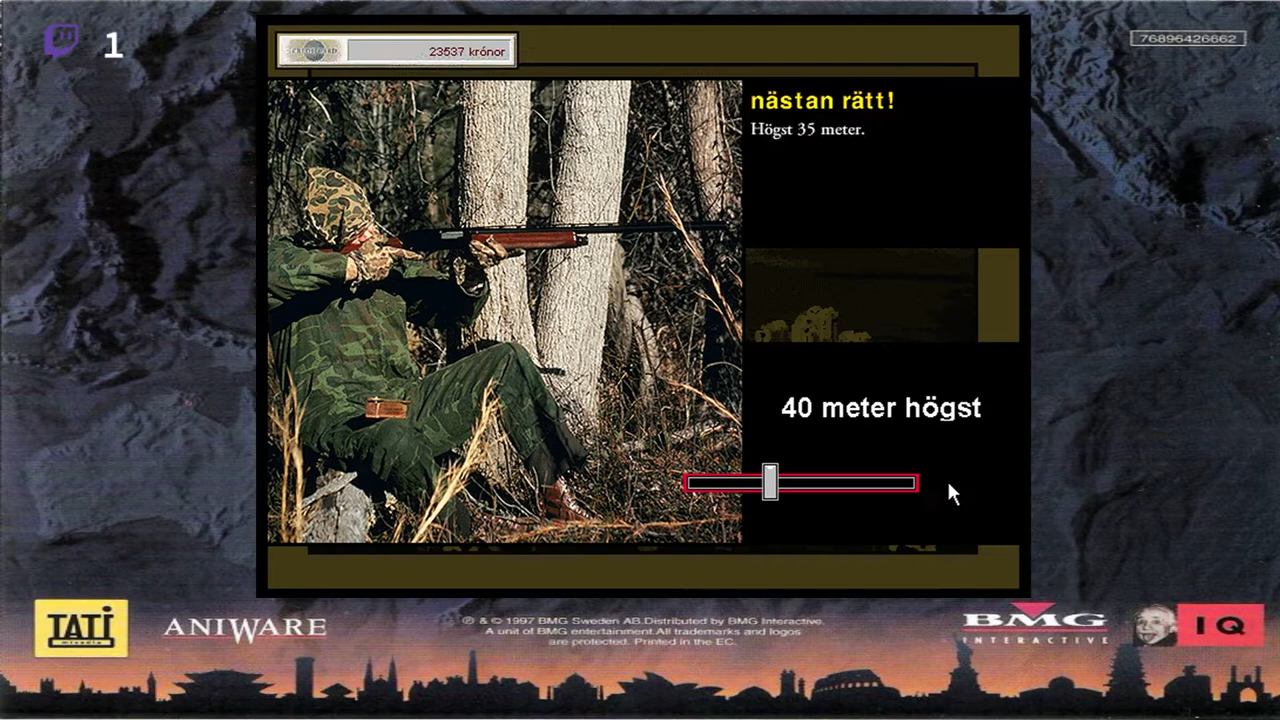 1
23537 krónor
76896426662
nästan rätt!
Högst 35 meter.
40 meter högst
TATi
mixedia
ANIWARE
℗ & © 1997 BMG Sweden AB.Distributed by BMG Interactive.
A unit of BMG entertainment.All trademarks and logos
are protected. Printed in the EC.
BMG
INTERACTIVE
IQ